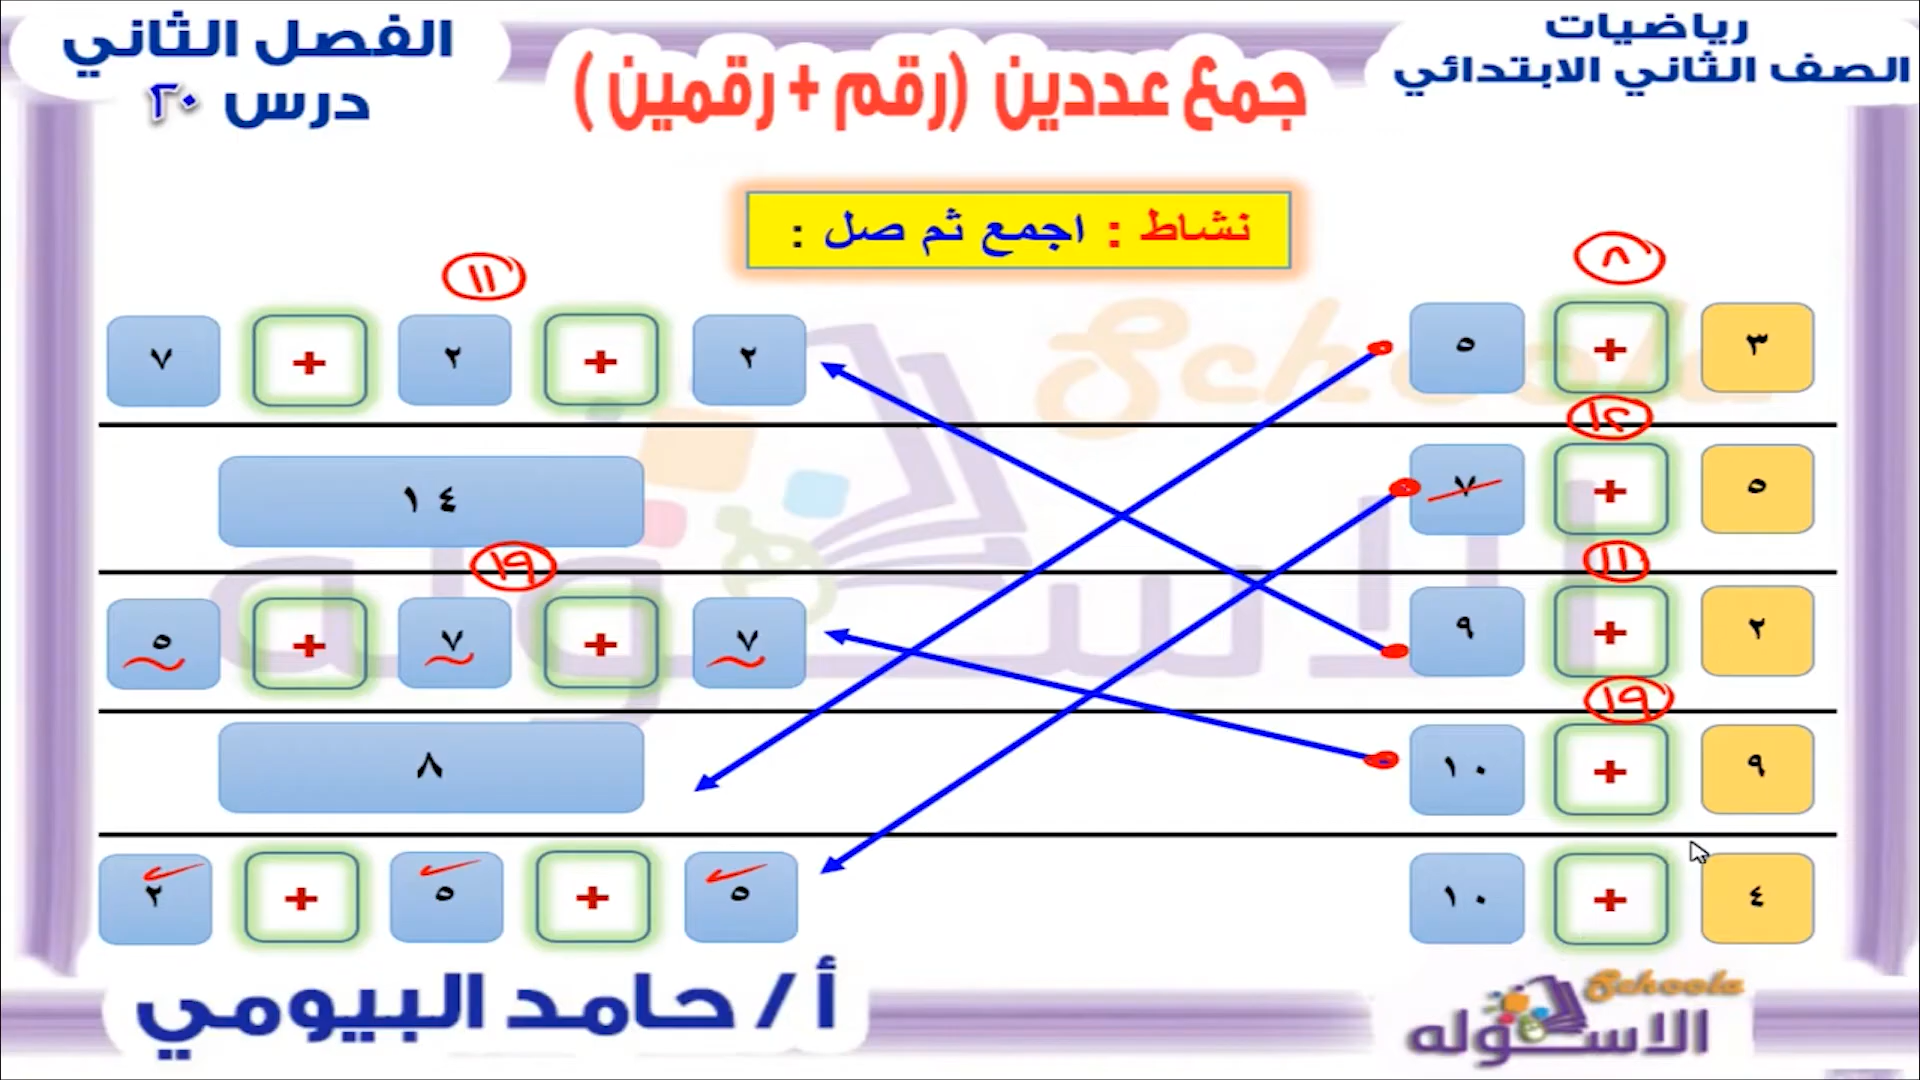 رياضيات
الصف الثاني الابتدائي
جمع عددين (رقم + رقمين )
الفصل الثاني
درس ٢٠
نشاط : اجمع ثم صل :
٨
١١
٣ + ٥
٢ + ٢ + ٧
١٢
٥ + ٧
١٤
١١
١٩
٢ + ٩
٧ + ٧ + ٥
١٩
٩ + ١٠
٨
٤ + ١٠
٥ + ٥ + ٢
أ / حامد البيومي
Schoola
الاسكوله